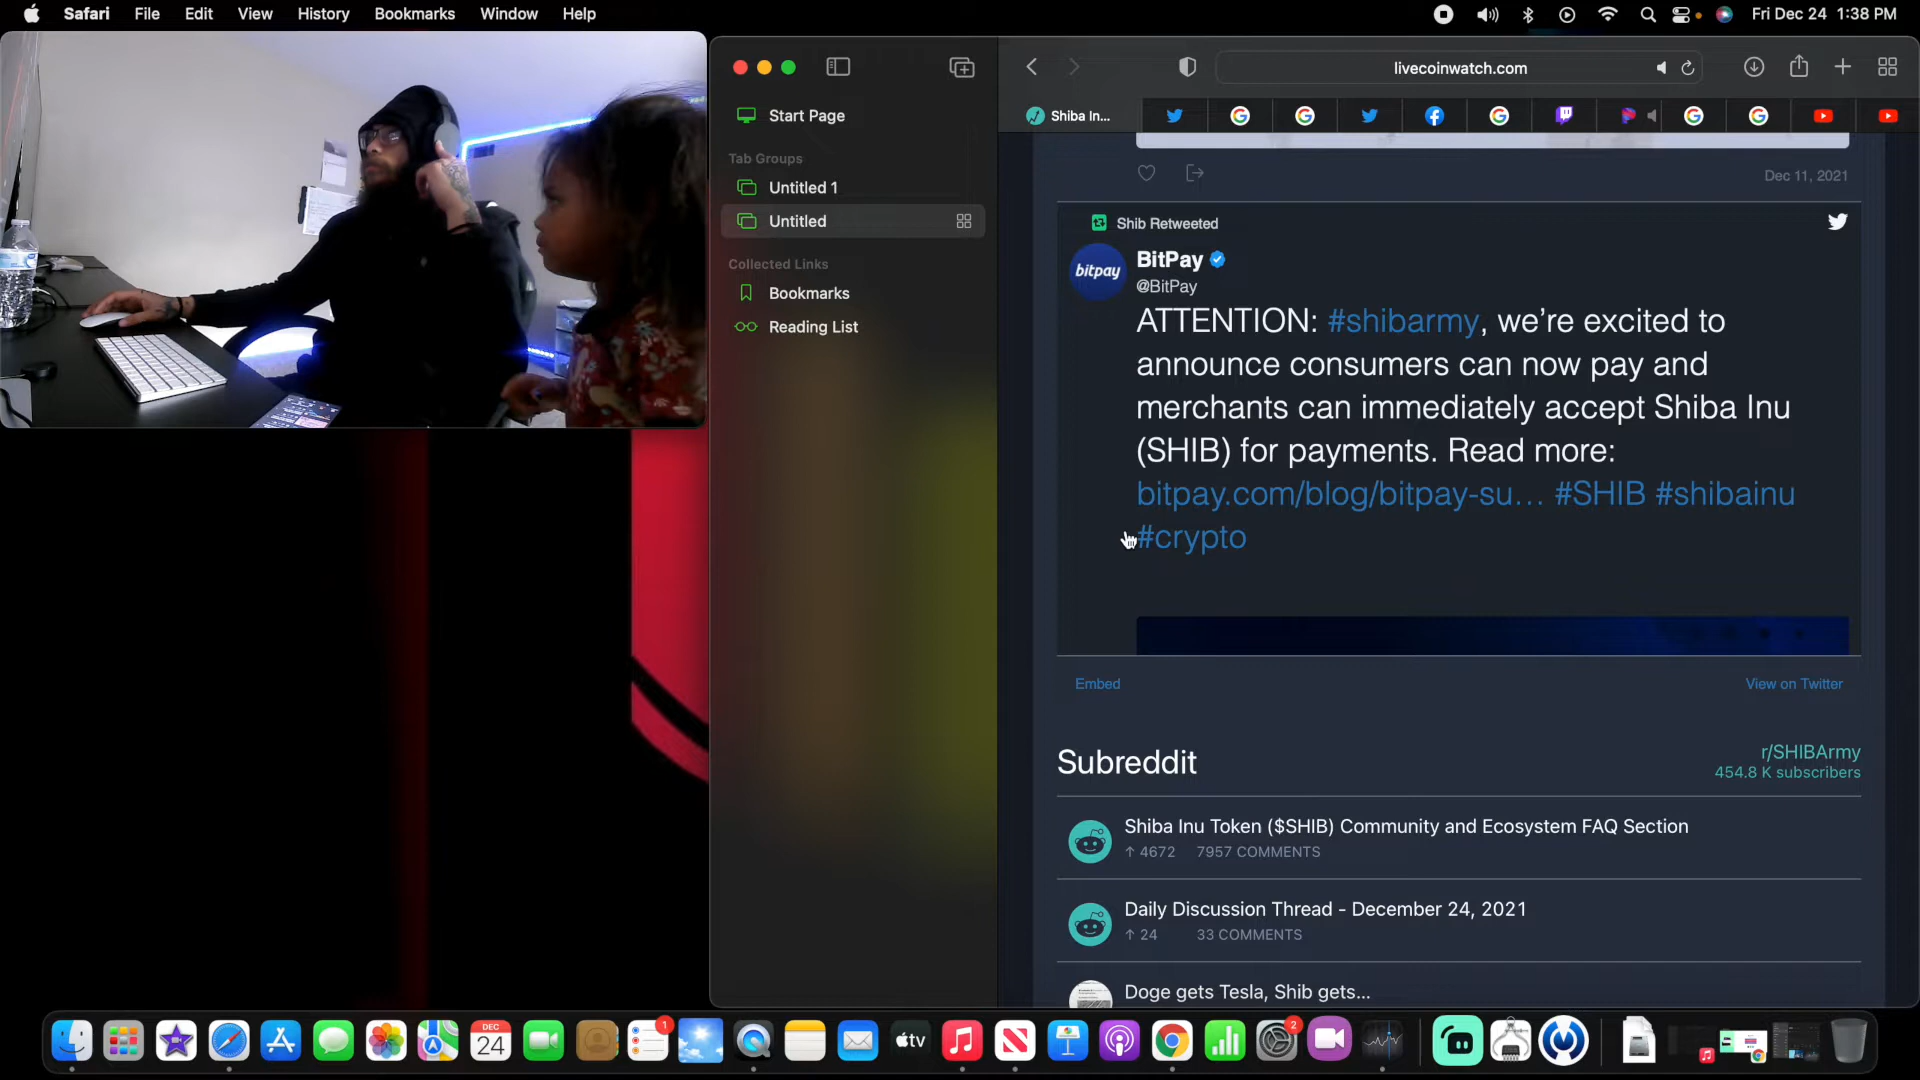 Safari File Edit View History Bookmarks Window Help
Fri Dec 24 1:38 PM
livecoinwatch.com
Start Page
Shiba In...
Tab Groups
Untitled 1
Untitled
Collected Links
Bookmarks
Reading List
Dec 11, 2021
Shib Retweeted
bitpay
BitPay
@BitPay
ATTENTION: #shibarmy, we’re excited to
announce consumers can now pay and
merchants can immediately accept Shiba Inu
(SHIB) for payments. Read more:
bitpay.com/blog/bitpay-su… #SHIB #shibainu
#crypto
Embed
View on Twitter
Subreddit
r/SHIBArmy
454.8 K subscribers
Shiba Inu Token ($SHIB) Community and Ecosystem FAQ Section
↑ 4672 7957 COMMENTS
Daily Discussion Thread - December 24, 2021
↑ 24 33 COMMENTS
Doge gets Tesla, Shib gets...
DEC
24
1
tv
2